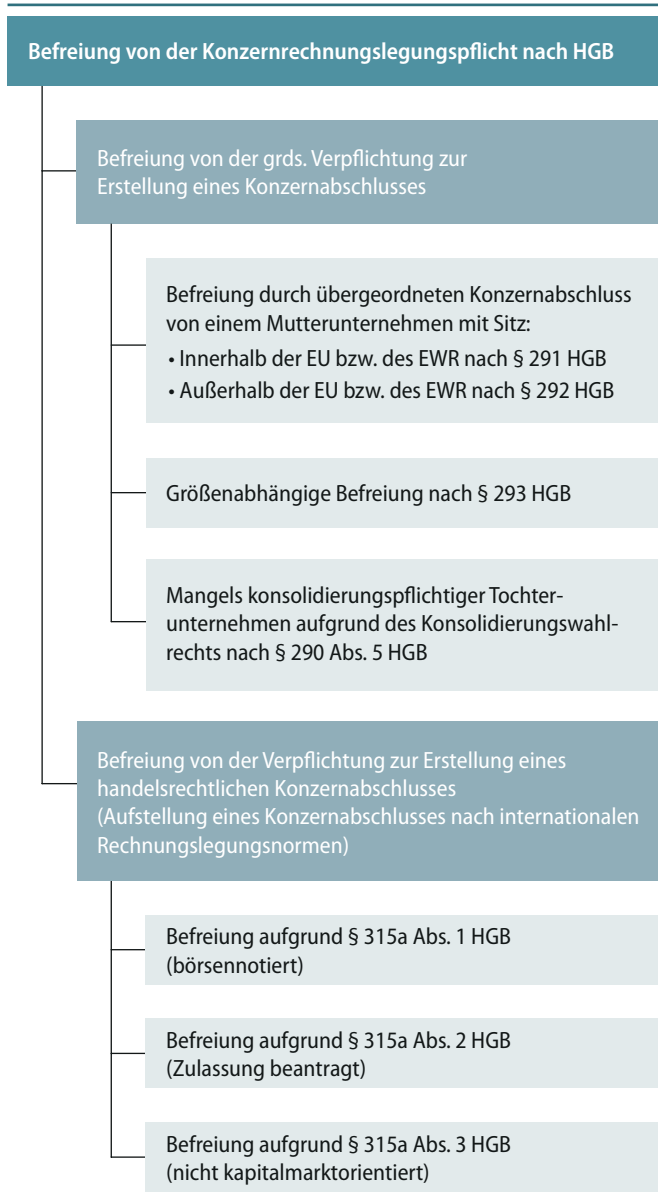 Befreiung von der Konzernrechnungslegungspflicht nach HGB
Befreiung von der grds. Verpflichtung zur
Erstellung eines Konzernabschlusses
Befreiung durch übergeordneten Konzernabschluss
von einem Mutterunternehmen mit Sitz:
• Innerhalb der EU bzw. des EWR nach § 291 HGB
• Außerhalb der EU bzw. des EWR nach § 292 HGB
Größenabhängige Befreiung nach § 293 HGB
Mangels konsolidierungspflichtiger Tochter-
unternehmen aufgrund des Konsolidierungswahl-
rechts nach § 290 Abs. 5 HGB
Befreiung von der Verpflichtung zur Erstellung eines
handelsrechtlichen Konzernabschlusses
(Aufstellung eines Konzernabschlusses nach internationalen
Rechnungslegungsnormen)
Befreiung aufgrund § 315a Abs. 1 HGB
(börsennotiert)
Befreiung aufgrund § 315a Abs. 2 HGB
(Zulassung beantragt)
Befreiung aufgrund § 315a Abs. 3 HGB
(nicht kapitalmarktorientiert)